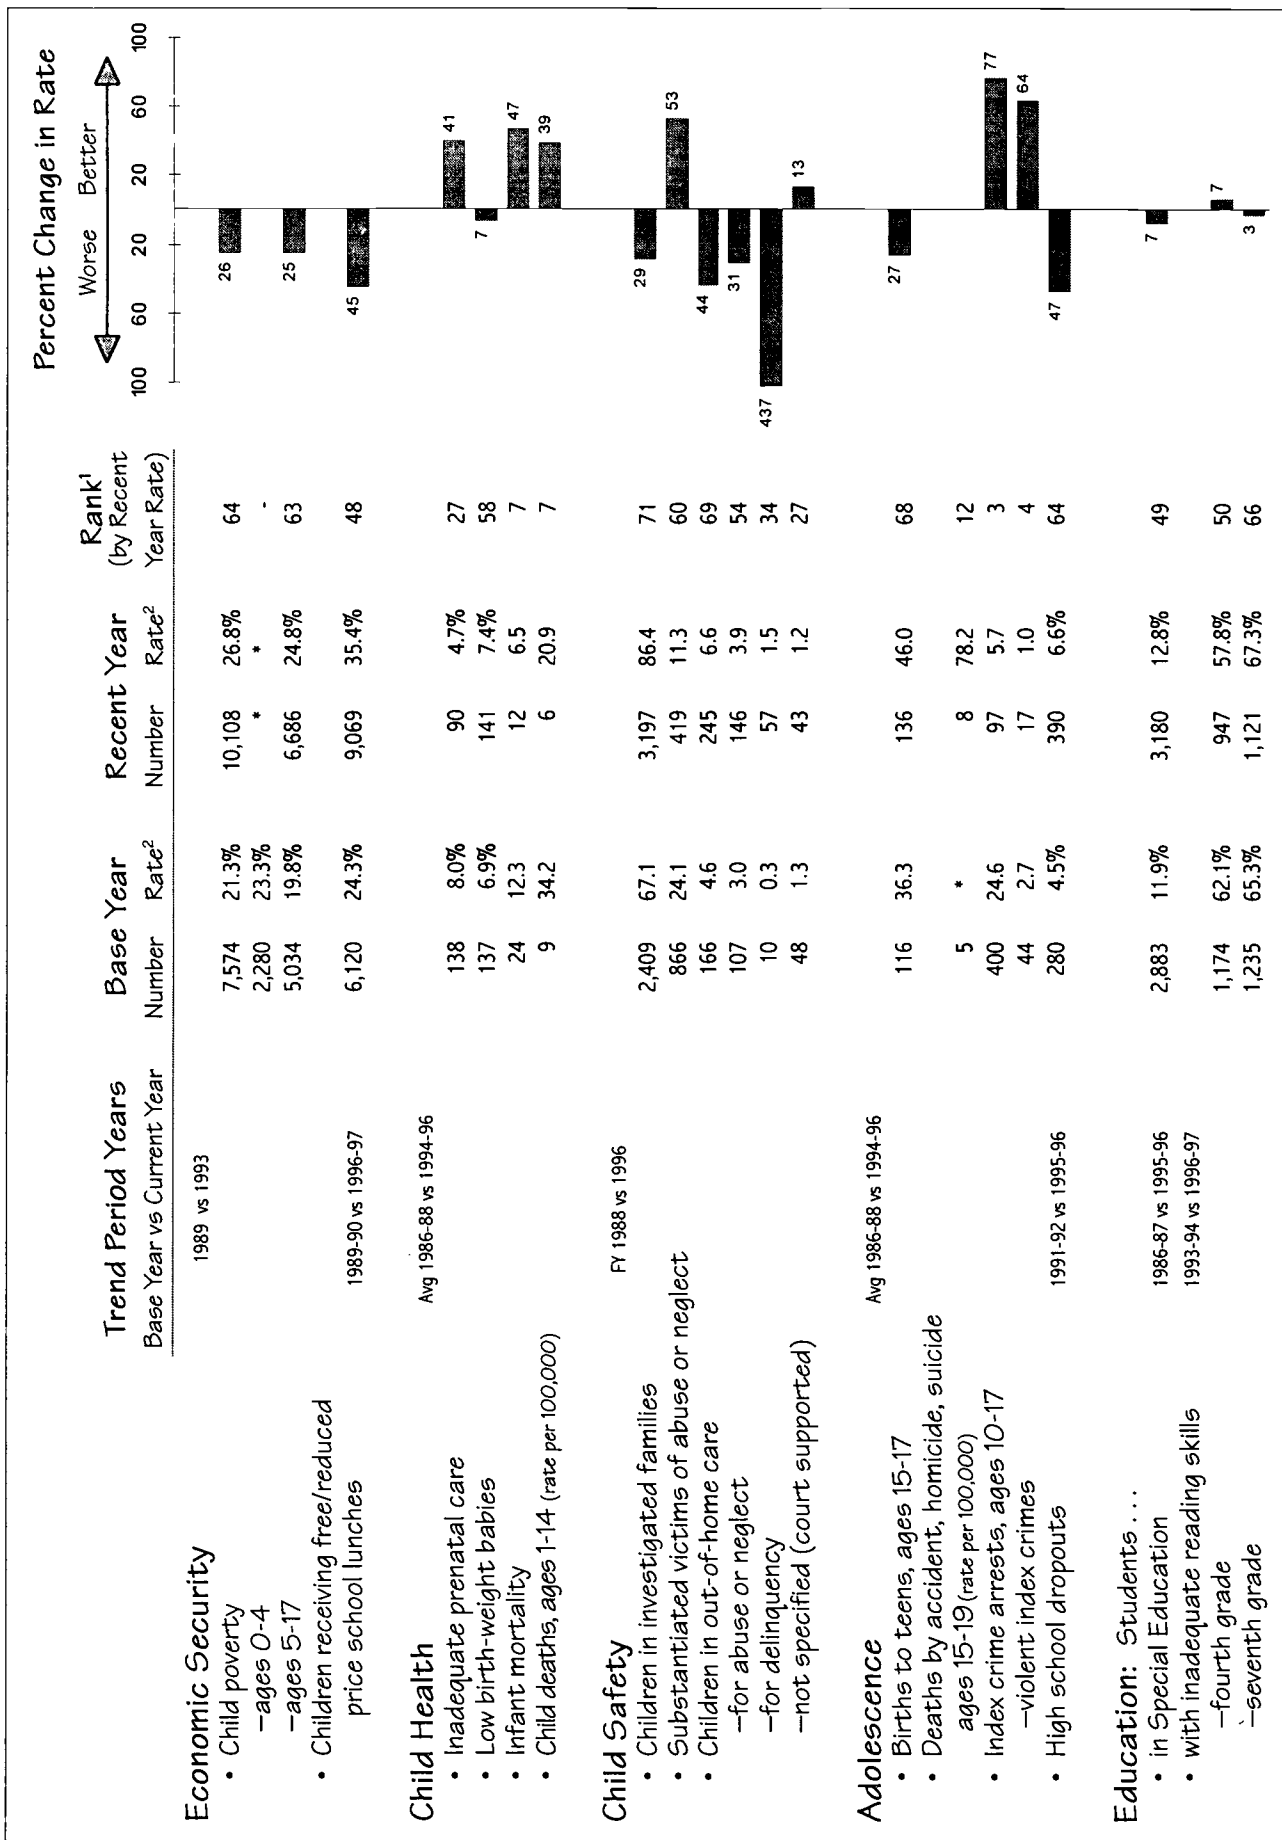 Percent Change in Rate
Worse Better
100 60 20 20 60 100
Trend Period Years Base Year Recent Year Rank¹
(by Recent
Base Year vs Current Year Number Rate² Number Rate² Year Rate)
Economic Security 1989 vs 1993
• Child poverty 7,574 21.3% 10,108 26.8% 64 26
–ages 0-4 2,280 23.3% * * -
–ages 5-17 5,034 19.8% 6,686 24.8% 63 25
• Children receiving free/reduced
price school lunches 1989-90 vs 1996-97 6,120 24.3% 9,069 35.4% 48 45
Child Health Avg 1986-88 vs 1994-96
• Inadequate prenatal care 138 8.0% 90 4.7% 27 41
• Low birth-weight babies 137 6.9% 141 7.4% 58 7
• Infant mortality 24 12.3 12 6.5 7 47
• Child deaths, ages 1-14 (rate per 100,000) 9 34.2 6 20.9 7 39
Child Safety FY 1988 vs 1996
• Children in investigated families 2,409 67.1 3,197 86.4 71 29
• Substantiated victims of abuse or neglect 866 24.1 419 11.3 60 53
• Children in out-of-home care 166 4.6 245 6.6 69 44
–for abuse or neglect 107 3.0 146 3.9 54 31
–for delinquency 10 0.3 57 1.5 34 437
–not specified (court supported) 48 1.3 43 1.2 27 13
Adolescence Avg 1986-88 vs 1994-96
• Births to teens, ages 15-17 116 36.3 136 46.0 68 27
• Deaths by accident, homicide, suicide
ages 15-19 (rate per 100,000) 5 * 8 78.2 12
• Index crime arrests, ages 10-17 400 24.6 97 5.7 3 77
–violent index crimes 44 2.7 17 1.0 4 64
• High school dropouts 1991-92 vs 1995-96 280 4.5% 390 6.6% 64 47
Education: Students . . .
• in Special Education 1986-87 vs 1995-96 2,883 11.9% 3,180 12.8% 49 7
• with inadequate reading skills 1993-94 vs 1996-97
–fourth grade 1,174 62.1% 947 57.8% 50 7
–seventh grade 1,235 65.3% 1,121 67.3% 66 3